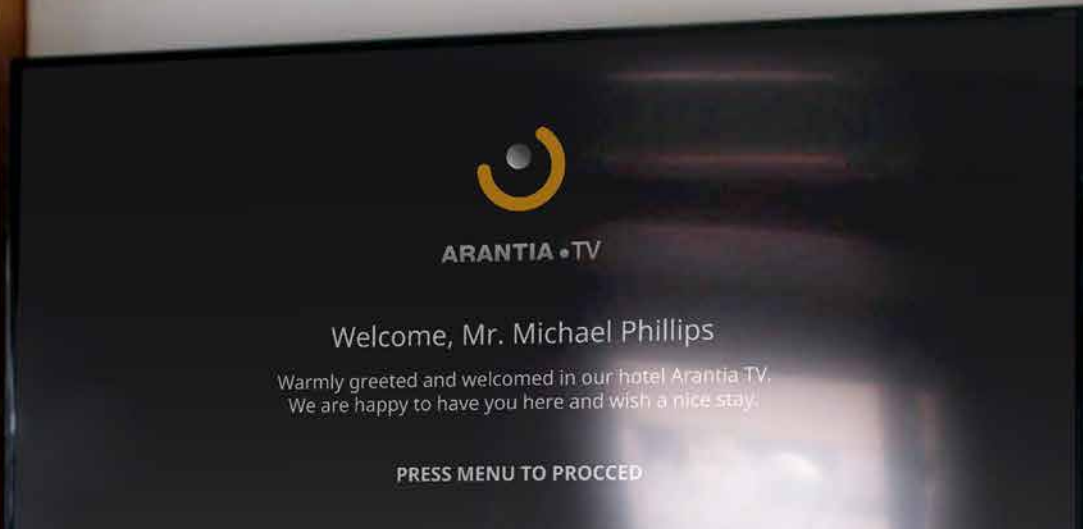 ARANTIA •TV
Welcome, Mr. Michael Phillips
Warmly greeted and welcomed in our hotel Arantia TV.
We are happy to have you here and wish a nice stay.
PRESS MENU TO PROCCED